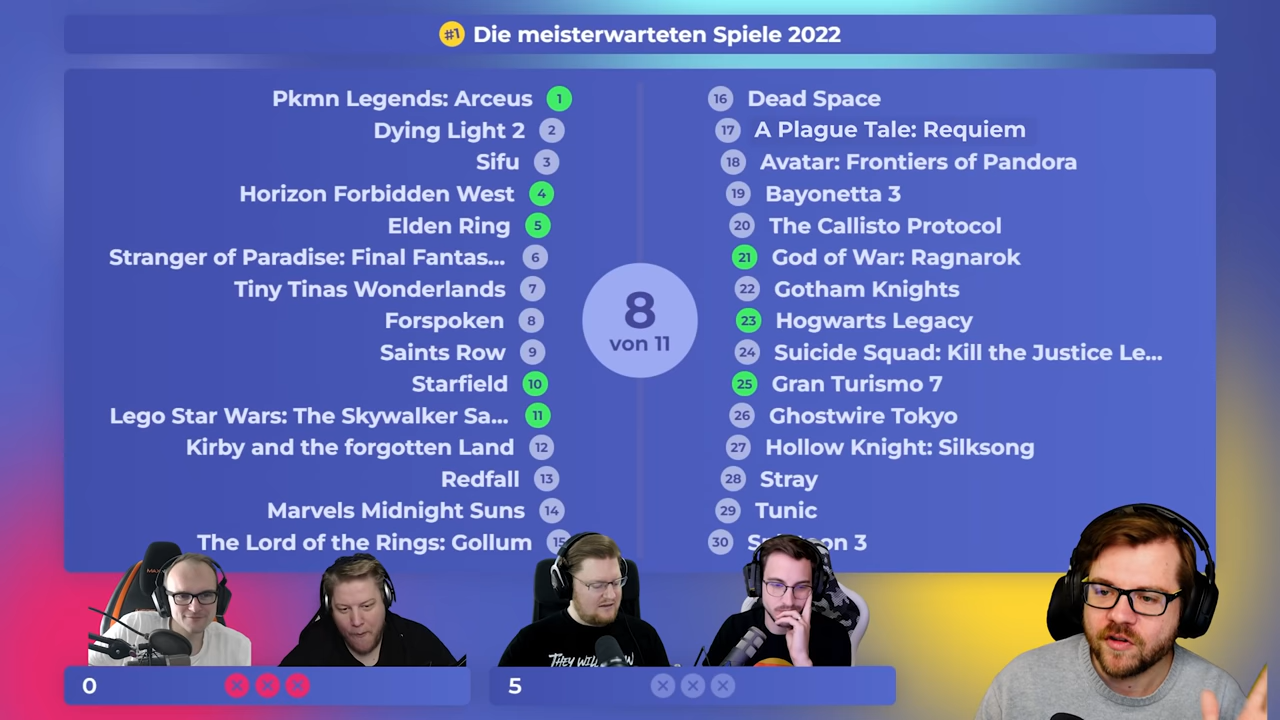 #1 Die meisterwarteten Spiele 2022
Pkmn Legends: Arceus 1
Dying Light 2 2
Sifu 3
Horizon Forbidden West 4
Elden Ring 5
Stranger of Paradise: Final Fantas... 6
Tiny Tinas Wonderlands 7
Forspoken 8
Saints Row 9
Starfield 10
Lego Star Wars: The Skywalker Sa... 11
Kirby and the forgotten Land 12
Redfall 13
Marvels Midnight Suns 14
The Lord of the Rings: Gollum 15
8
von 11
16 Dead Space
17 A Plague Tale: Requiem
18 Avatar: Frontiers of Pandora
19 Bayonetta 3
20 The Callisto Protocol
21 God of War: Ragnarok
22 Gotham Knights
23 Hogwarts Legacy
24 Suicide Squad: Kill the Justice Le...
25 Gran Turismo 7
26 Ghostwire Tokyo
27 Hollow Knight: Silksong
28 Stray
29 Tunic
30 3
THEY
0
5